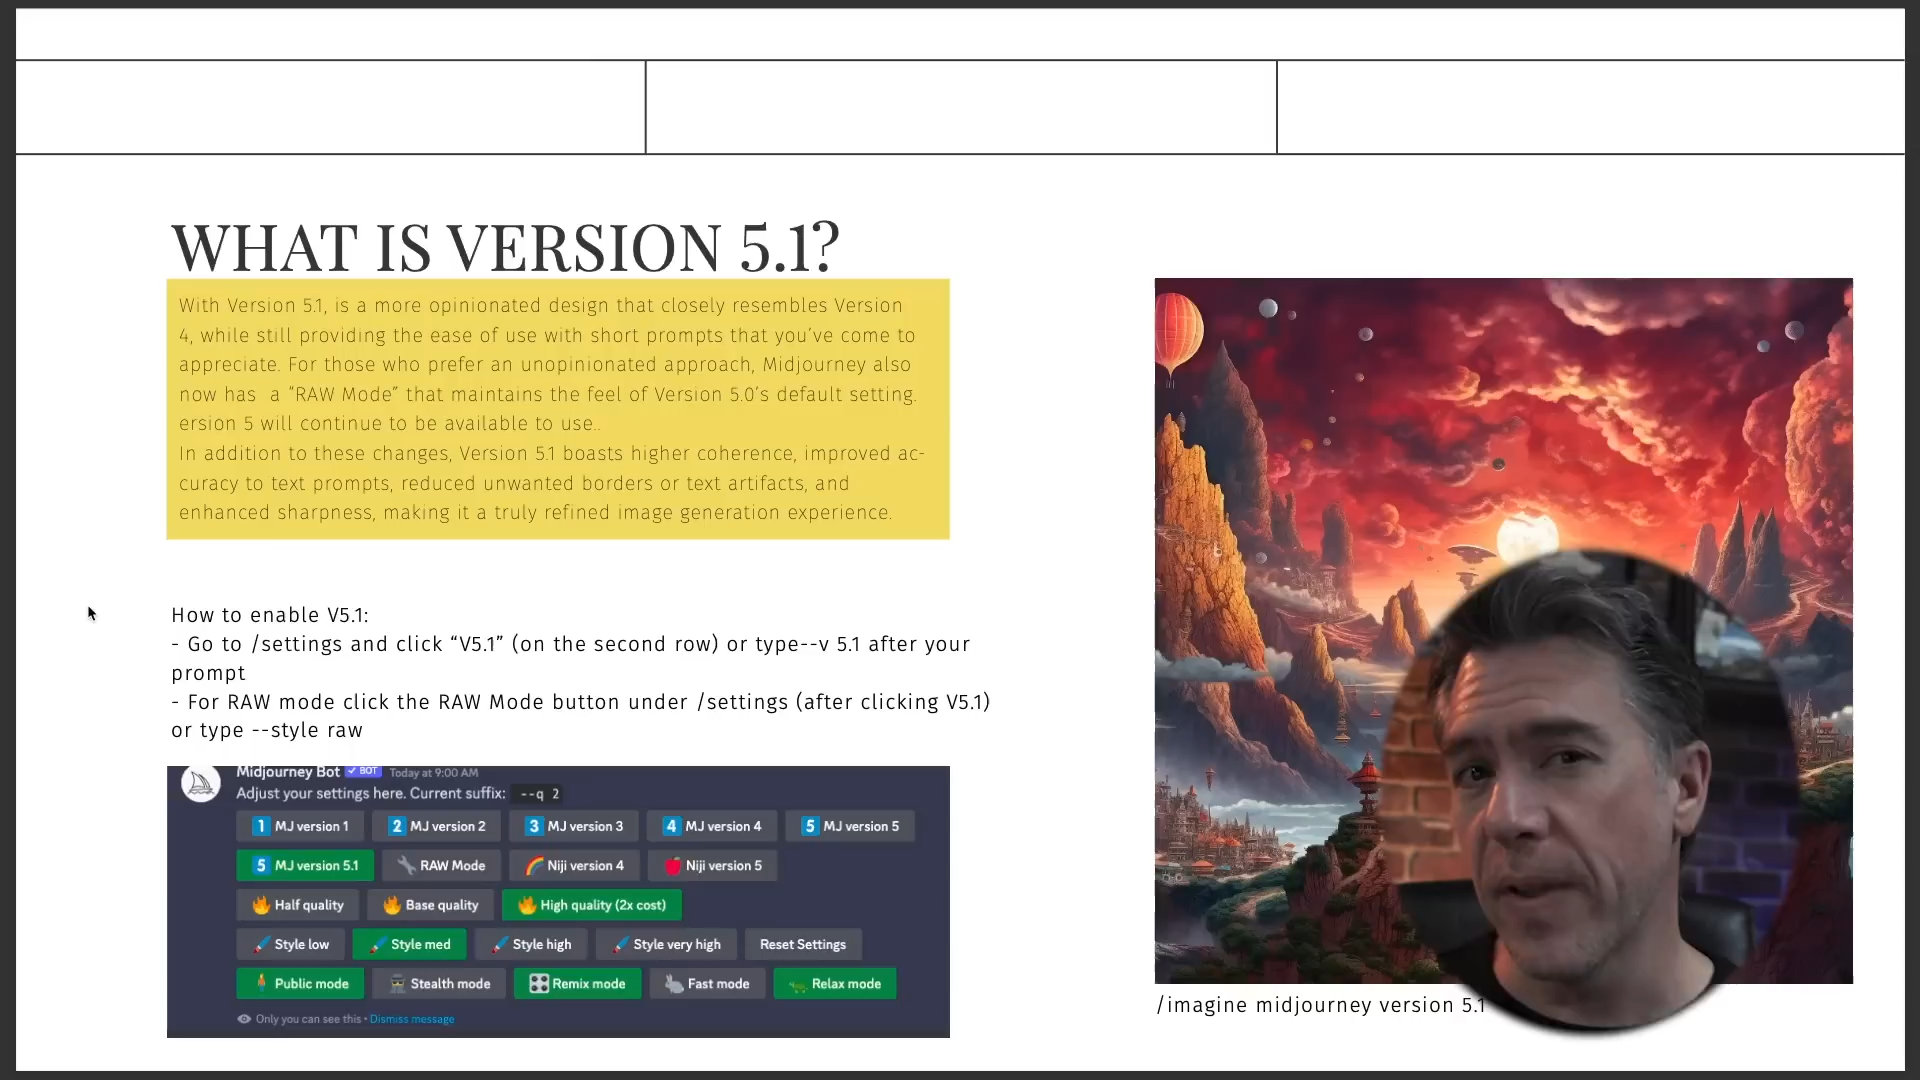 WHAT IS VERSION 5.1?
With Version 5.1, is a more opinionated design that closely resembles Version
4, while still providing the ease of use with short prompts that you've come to
appreciate. For those who prefer an unopinionated approach, Midjourney also
now has  a “RAW Mode” that maintains the feel of Version 5.0's default setting.
ersion 5 will continue to be available to use..
In addition to these changes, Version 5.1 boasts higher coherence, improved ac-
curacy to text prompts, reduced unwanted borders or text artifacts, and
enhanced sharpness, making it a truly refined image generation experience.
How to enable V5.1:
- Go to /settings and click “V5.1” (on the second row) or type--v 5.1 after your
prompt
- For RAW mode click the RAW Mode button under /settings (after clicking V5.1)
or type --style raw
Midjourney Bot ✓ BOT Today at 9:00 AM
Adjust your settings here. Current suffix: --q 2
1 MJ version 1 2 MJ version 2 3 MJ version 3 4 MJ version 4 5 MJ version 5
5 MJ version 5.1 RAW Mode Niji version 4 Niji version 5
Half quality Base quality High quality (2x cost)
Style low Style med Style high Style very high Reset Settings
Public mode Stealth mode Remix mode Fast mode Relax mode
Only you can see this • Dismiss message
/imagine midjourney version 5.1